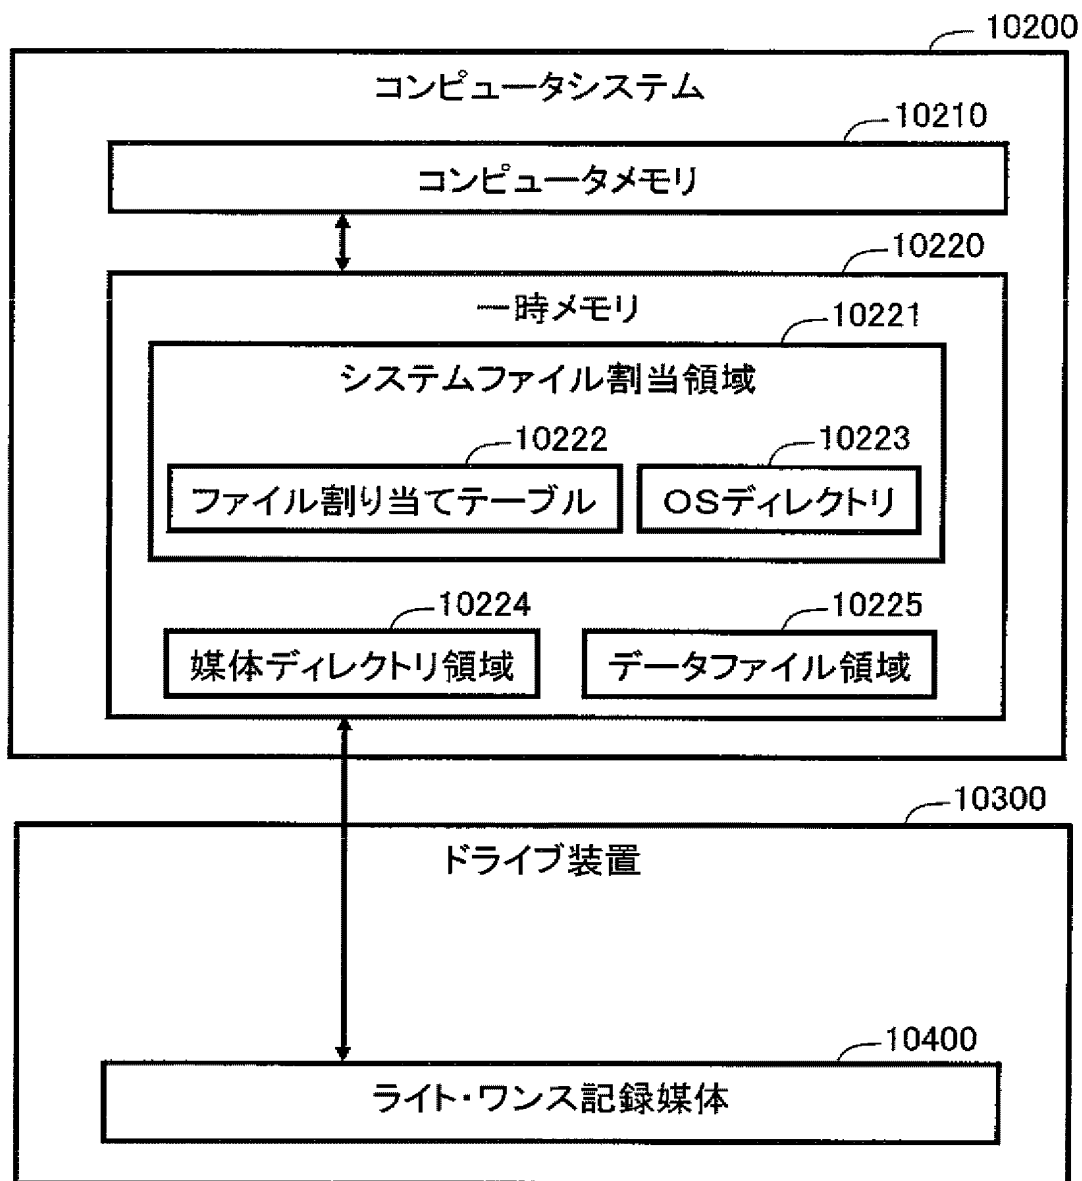 10200
コンピュータシステム
10210
コンピュータメモリ
10220
一時メモリ
10221
システムファイル割当領域
10222
10223
ファイル割り当てテーブル
OSディレクトリ
10224
10225
媒体ディレクトリ領域
データファイル領域
10300
ドライブ装置
10400
ライト・ワンス記録媒体